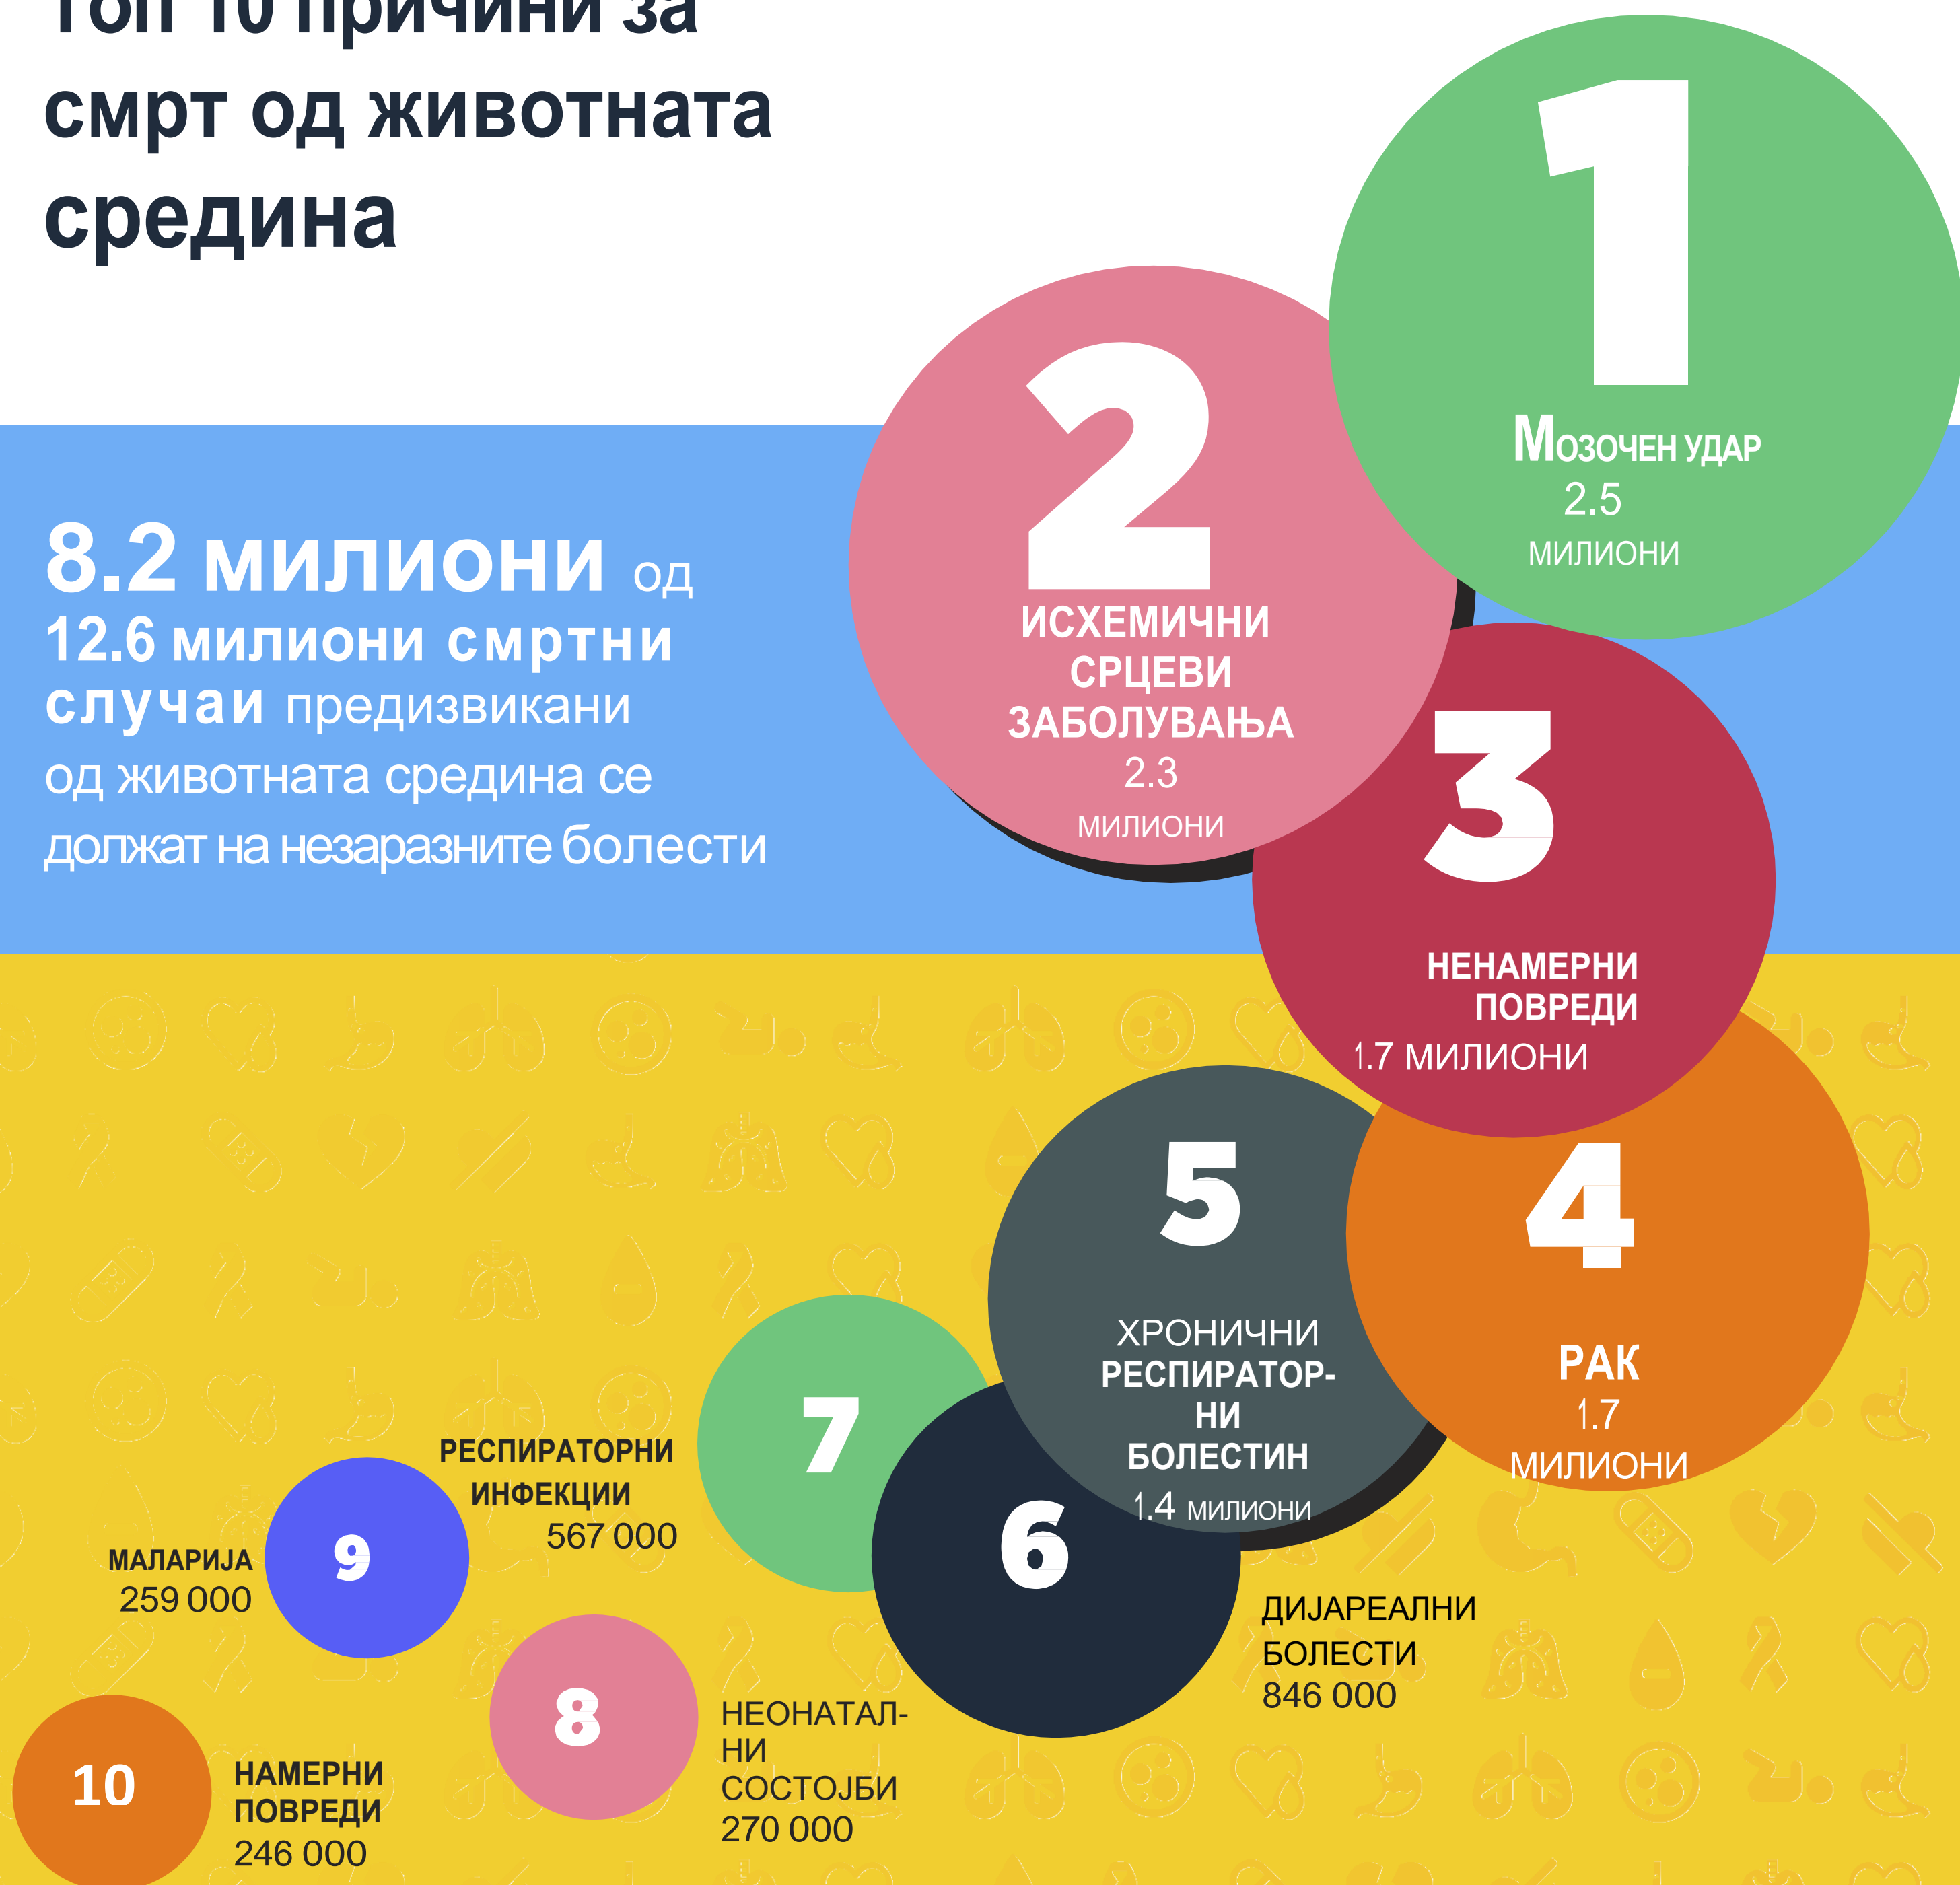 Топ 10 причини за
смрт од животната
средина
8.2 милиони од
12.6 милиони смртни
случаи предизвикани
од животната средина се
должат на незаразните болести
1
Мозочен удар
2.5
милиони
2
ИСХЕМИЧНИ
СРЦЕВИ
ЗАБОЛУВАЊА
2.3
милиони
3
НЕНАМЕРНИ
ПОВРЕДИ
1.7 МИЛИОНИ
4
РАК
1.7
МИЛИОНИ
5
ХРОНИЧНИ
РЕСПИРАТОР-
НИ
БОЛЕСТИН
1.4 милиони
6
ДИЈАРЕАЛНИ
БОЛЕСТИ
846 000
7
РЕСПИРАТОРНИ
ИНФЕКЦИИ
567 000
8
НЕОНАТАЛ-
НИ
СОСТОЈБИ
270 000
9
МАЛАРИЈА
259 000
10
НАМЕРНИ
ПОВРЕДИ
246 000